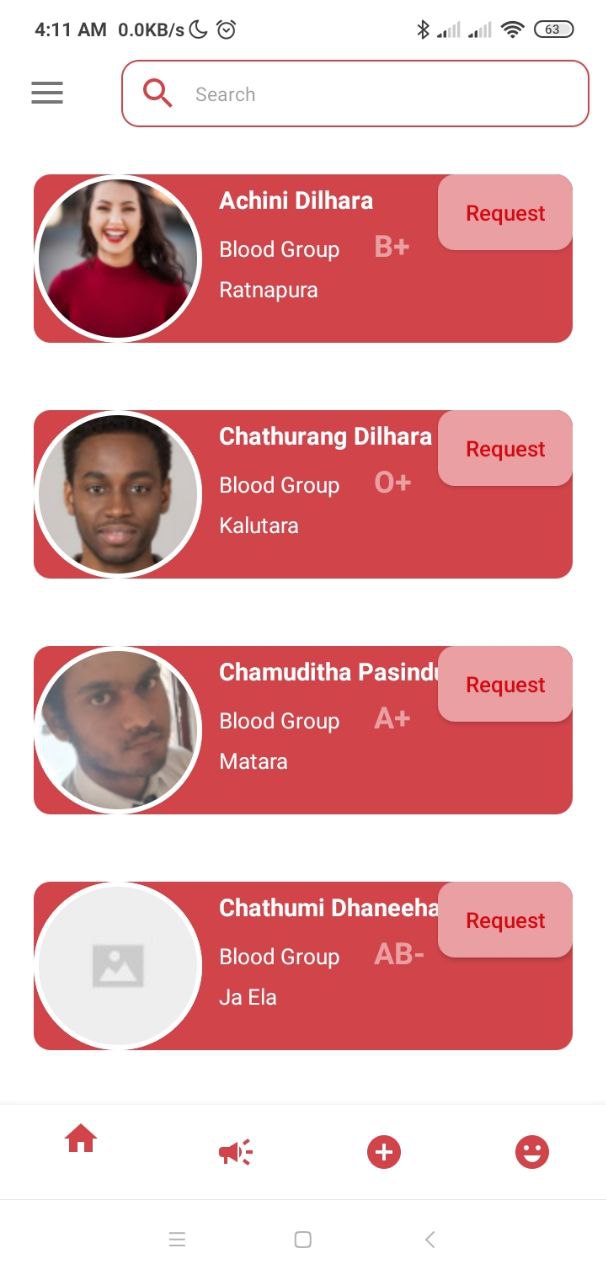 4:11 AM 0.0KB/s
63
Search
Achini Dilhara
Request
Blood Group B+
Ratnapura
Chathurang Dilhara
Request
Blood Group O+
Kalutara
Chamuditha Pasindu
Request
Blood Group A+
Matara
Chathumi Dhaneeha
Request
Blood Group AB-
Ja Ela